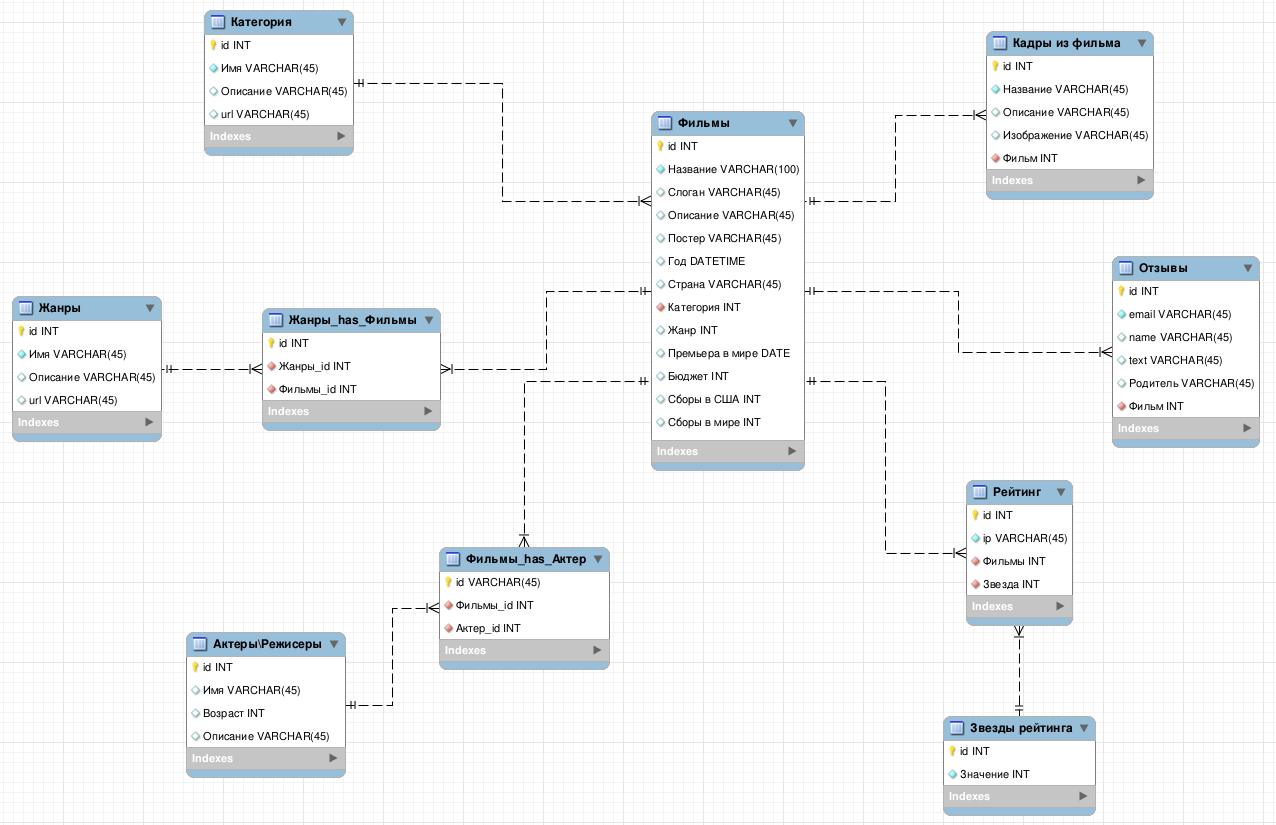 Категория
id INT
Имя VARCHAR(45)
Описание VARCHAR(45)
url VARCHAR(45)
Indexes
Кадры из фильма
id INT
Название VARCHAR(45)
Описание VARCHAR(45)
Изображение VARCHAR(45)
Фильм INT
Indexes
Фильмы
id INT
Название VARCHAR(100)
Слоган VARCHAR(45)
Описание VARCHAR(45)
Постер VARCHAR(45)
Год DATETIME
Страна VARCHAR(45)
Категория INT
Жанр INT
Премьера в мире DATE
Бюджет INT
Сборы в США INT
Сборы в мире INT
Indexes
Отзывы
id INT
email VARCHAR(45)
name VARCHAR(45)
text VARCHAR(45)
Родитель VARCHAR(45)
Фильм INT
Indexes
Жанры
id INT
Имя VARCHAR(45)
Описание VARCHAR(45)
url VARCHAR(45)
Indexes
Жанры_has_Фильмы
id INT
Жанры_id INT
Фильмы_id INT
Indexes
Рейтинг
id INT
ip VARCHAR(45)
Фильмы INT
Звезда INT
Indexes
Фильмы_has_Актер
id VARCHAR(45)
Фильмы_id INT
Актер_id INT
Indexes
Актеры\Режисеры
id INT
Имя VARCHAR(45)
Возраст INT
Описание VARCHAR(45)
Indexes
Звезды рейтинга
id INT
Значение INT
Indexes